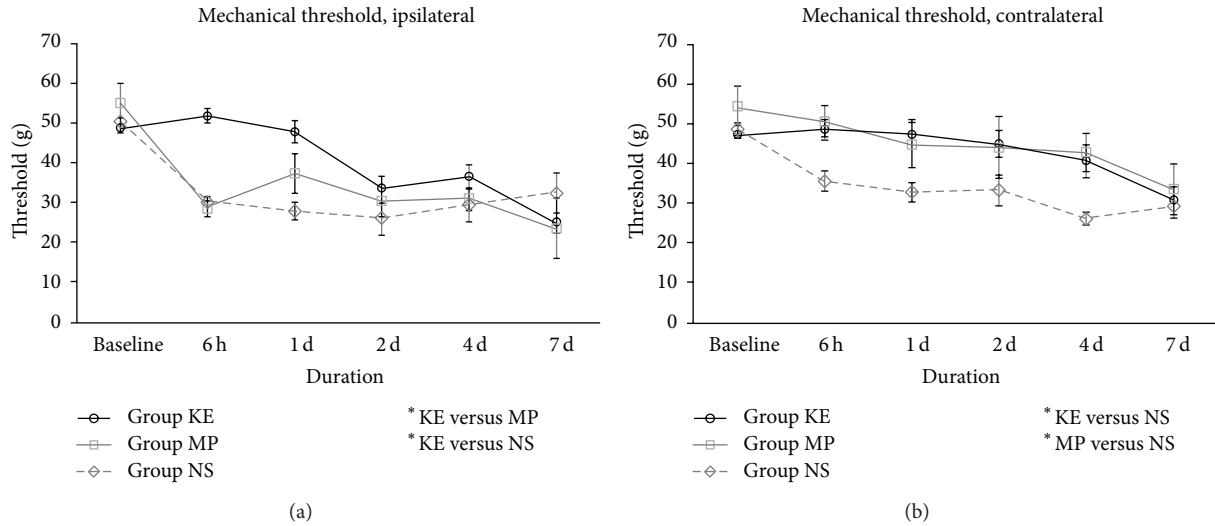 Mechanical threshold, ipsilateral
70
60
50
40
30
20
10
0
Threshold (g)
Baseline 6 h 1 d 2 d 4 d 7 d
Duration
Group KE
Group MP
Group NS
* KE versus MP
* KE versus NS
(a)
Mechanical threshold, contralateral
70
60
50
40
30
20
10
0
Threshold (g)
Baseline 6 h 1 d 2 d 4 d 7 d
Duration
Group KE
Group MP
Group NS
* KE versus NS
* MP versus NS
(b)